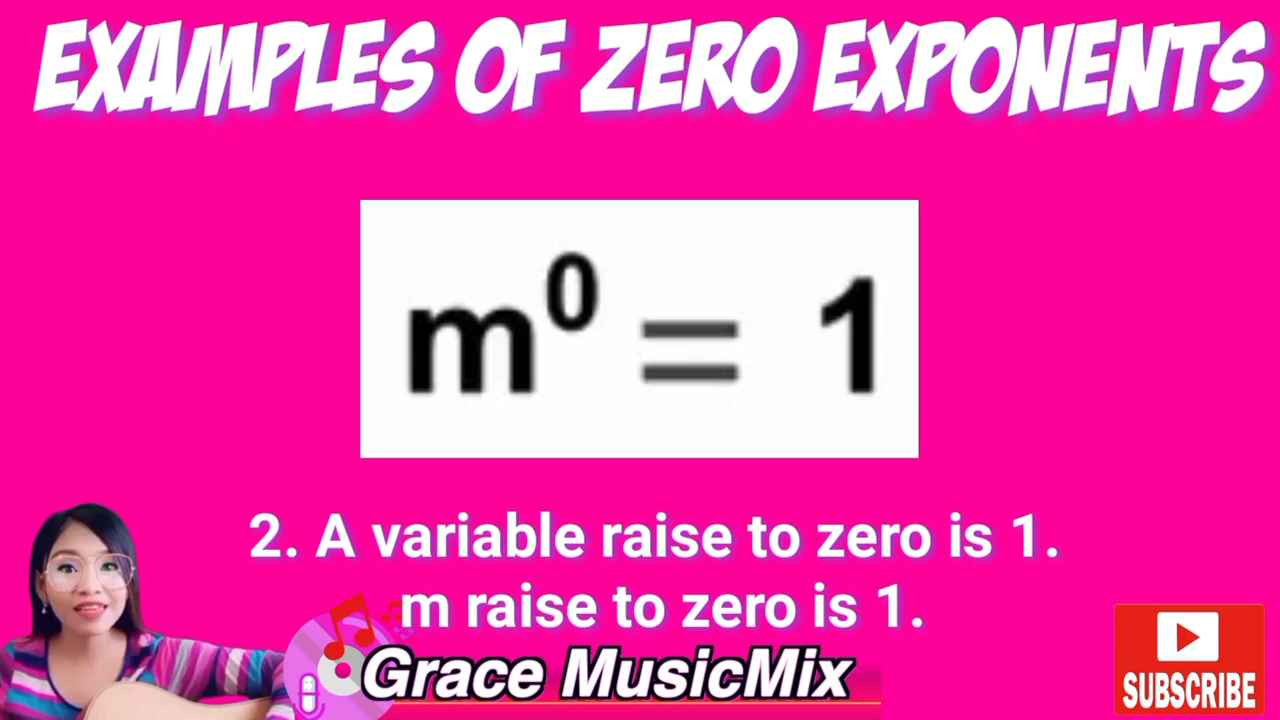 EXAMPLES OF ZERO EXPONENTS
m⁰ = 1
2. A variable raise to zero is 1.
m raise to zero is 1.
Grace MusicMix
SUBSCRIBE